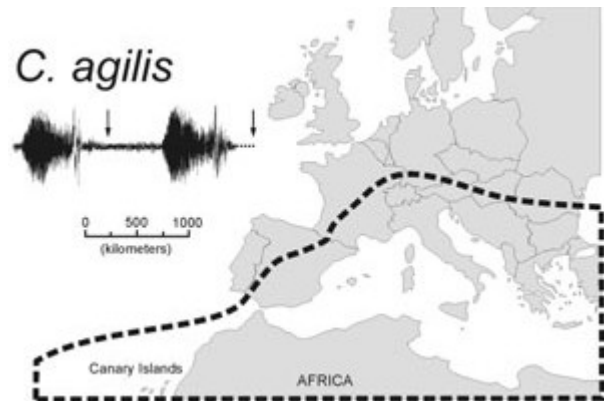 C. agilis
0 500 1000
(kilometers)
Canary Islands
AFRICA